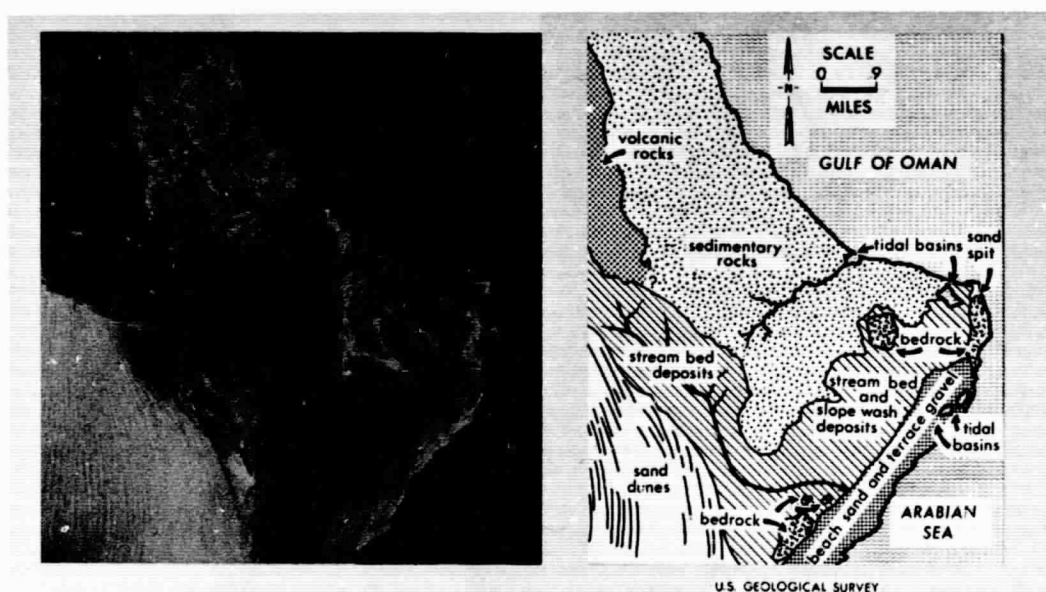 SCALE
0 9
MILES
-N-
volcanic
rocks
GULF OF OMAN
sedimentary
rocks
tidal basins
sand
spit
?
bedrock
stream bed
deposits
stream bed
and
slope wash
deposits
beach sand and terrace gravel
tidal
basins
sand
dunes
bedrock
ARABIAN
SEA
U.S. GEOLOGICAL SURVEY